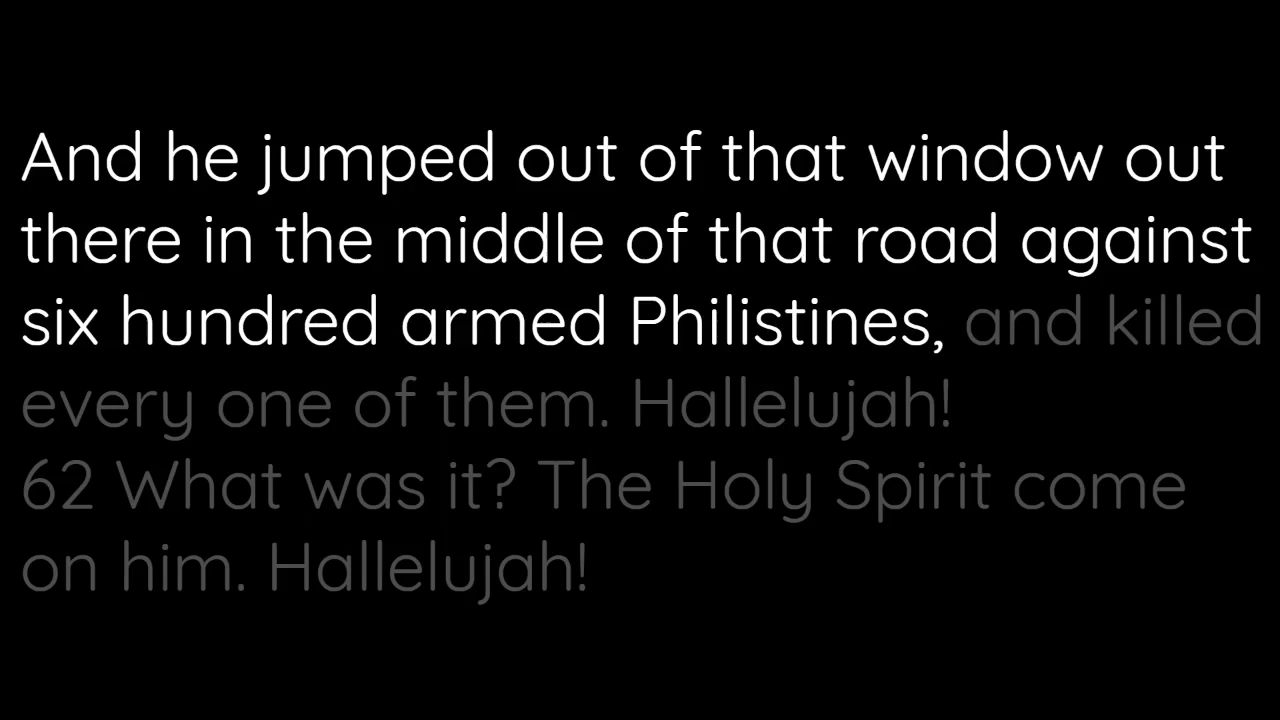 And he jumped out of that window out
there in the middle of that road against
six hundred armed Philistines, and killed
every one of them. Hallelujah!
62 What was it? The Holy Spirit come
on him. Hallelujah!